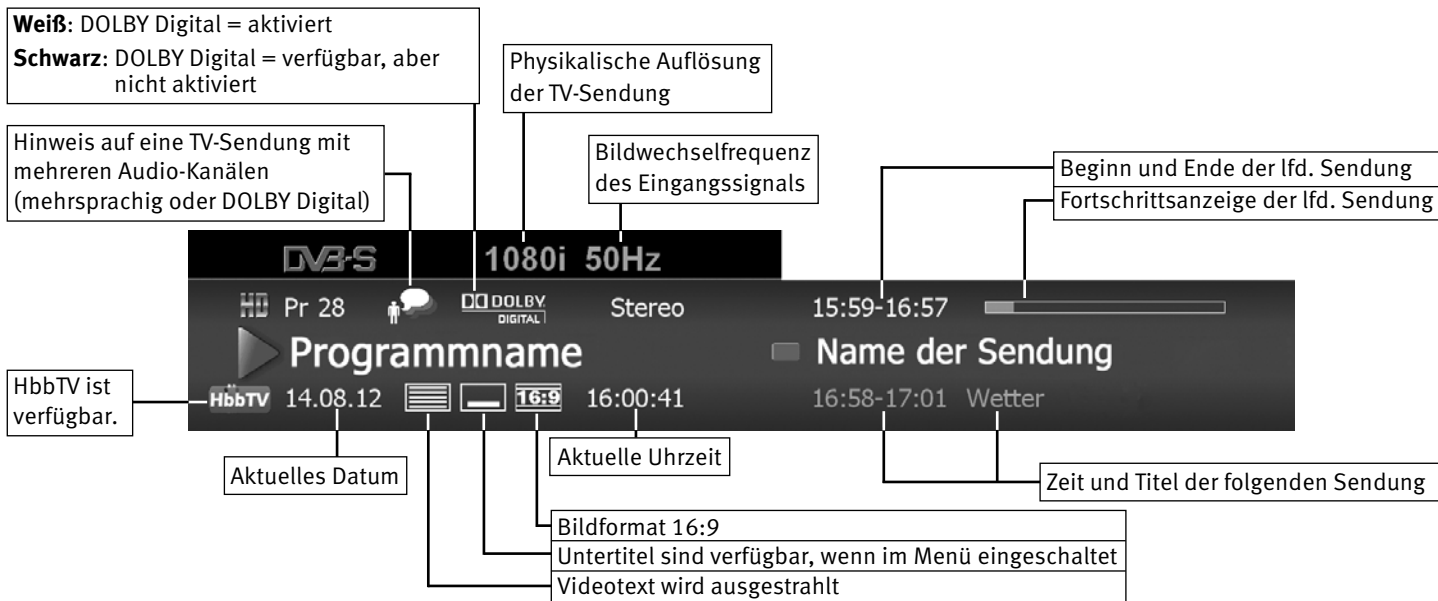 Weiß: DOLBY Digital = aktiviert
Schwarz: DOLBY Digital = verfügbar, aber
nicht aktiviert
Physikalische Auflösung
der TV-Sendung
Hinweis auf eine TV-Sendung mit
mehreren Audio-Kanälen
(mehrsprachig oder DOLBY Digital)
Bildwechselfrequenz
des Eingangssignals
Beginn und Ende der lfd. Sendung
Fortschrittsanzeige der lfd. Sendung
DVB-S 1080i 50Hz
HD Pr 28 DOLBY DIGITAL Stereo 15:59-16:57
Programmname Name der Sendung
HbbTV 14.08.12 16:9 16:00:41 16:58-17:01 Wetter
HbbTV ist
verfügbar.
Aktuelles Datum
Aktuelle Uhrzeit
Zeit und Titel der folgenden Sendung
Bildformat 16:9
Untertitel sind verfügbar, wenn im Menü eingeschaltet
Videotext wird ausgestrahlt